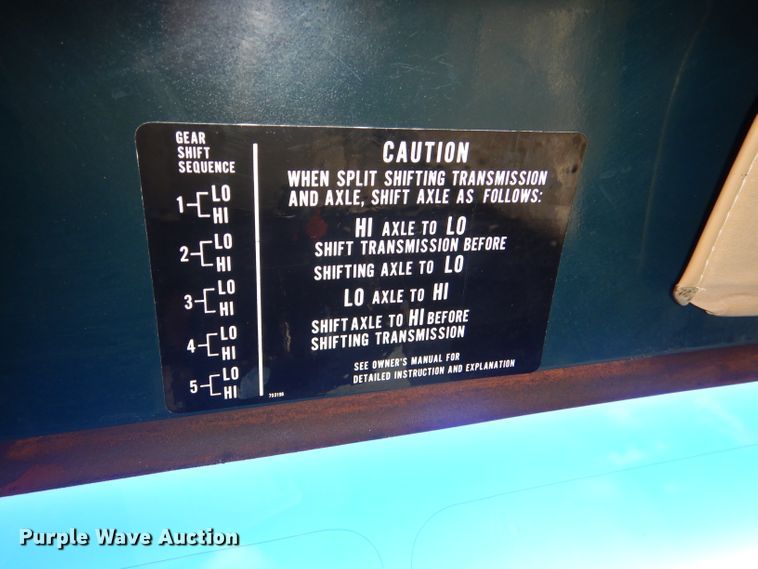 GEAR
SHIFT
SEQUENCE
1 LO
HI
2 LO
HI
3 LO
HI
4 LO
HI
5 LO
HI
CAUTION
WHEN SPLIT SHIFTING TRANSMISSION
AND AXLE, SHIFT AXLE AS FOLLOWS:
HI AXLE TO LO
SHIFT TRANSMISSION BEFORE
SHIFTING AXLE TO LO
LO AXLE TO HI
SHIFT AXLE TO HI BEFORE
SHIFTING TRANSMISSION
SEE OWNER'S MANUAL FOR
DETAILED INSTRUCTION AND EXPLANATION
Purple Wave Auction